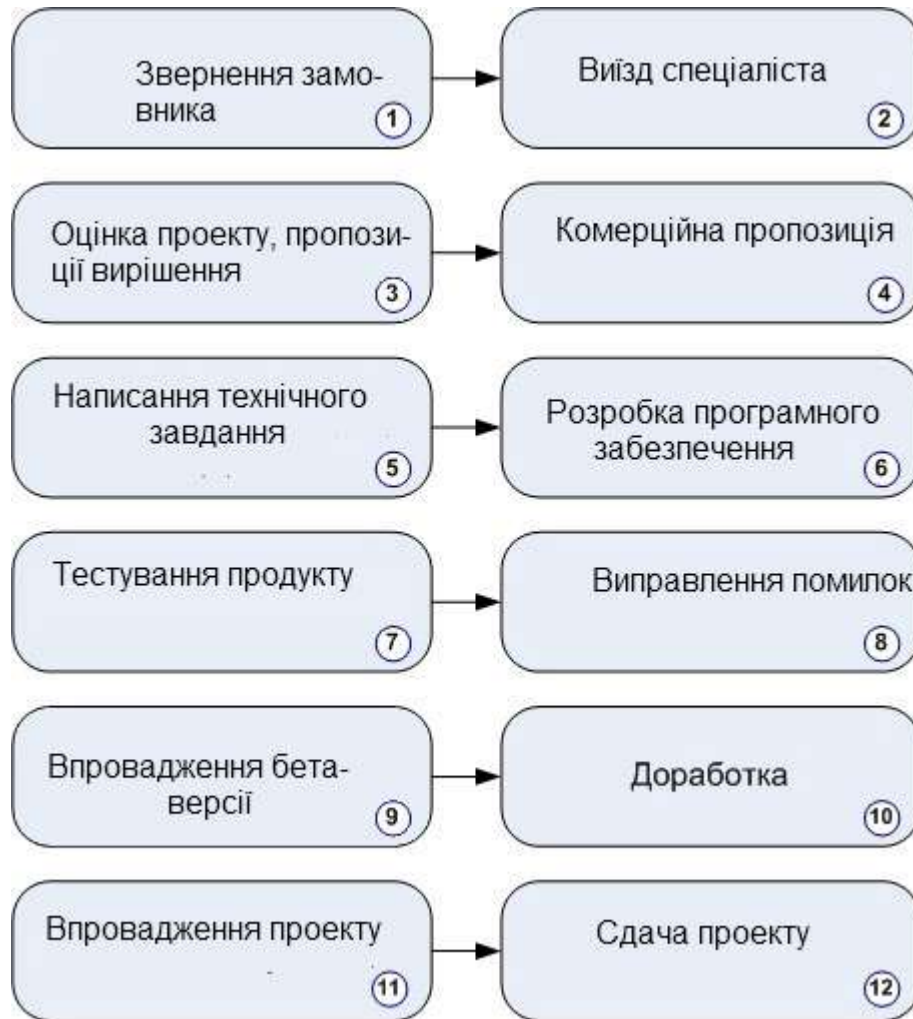 Звернення замо-
вника
1
Виїзд спеціаліста
2
Оцінка проекту, пропози-
ції вирішення
3
Комерційна пропозиція
4
Написання технічного
завдання
5
Розробка програмного
забезпечення
6
Тестування продукту
7
Виправлення помилок
8
Впровадження бета-
версії
9
Доработка
10
Впровадження проекту
11
Сдача проекту
12